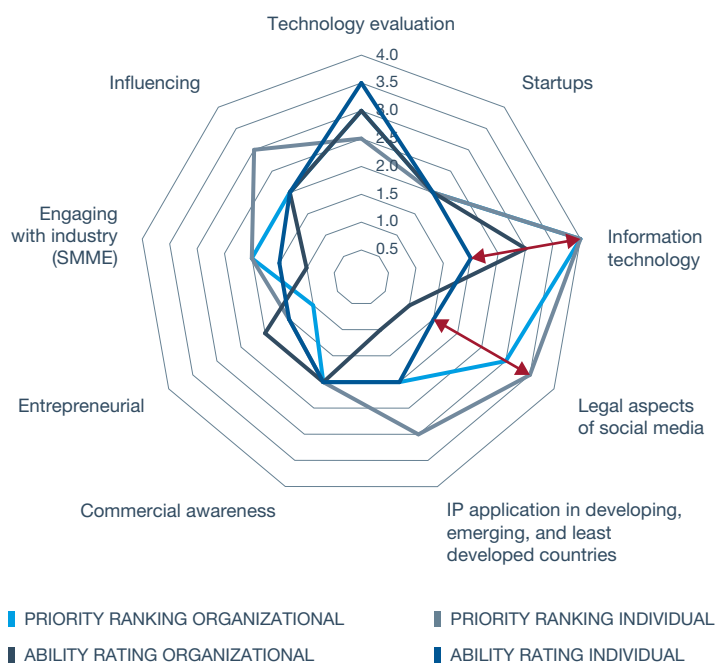 Technology evaluation
4.0
Influencing
3.5
Startups
3.0
2.5
2.0
1.5
Engaging
with industry
(SMME)
1.0
Information
technology
0.5
Entrepreneurial
Legal aspects
of social media
Commercial awareness
IP application in developing,
emerging, and least
developed countries
PRIORITY RANKING ORGANIZATIONAL
PRIORITY RANKING INDIVIDUAL
ABILITY RATING ORGANIZATIONAL
ABILITY RATING INDIVIDUAL